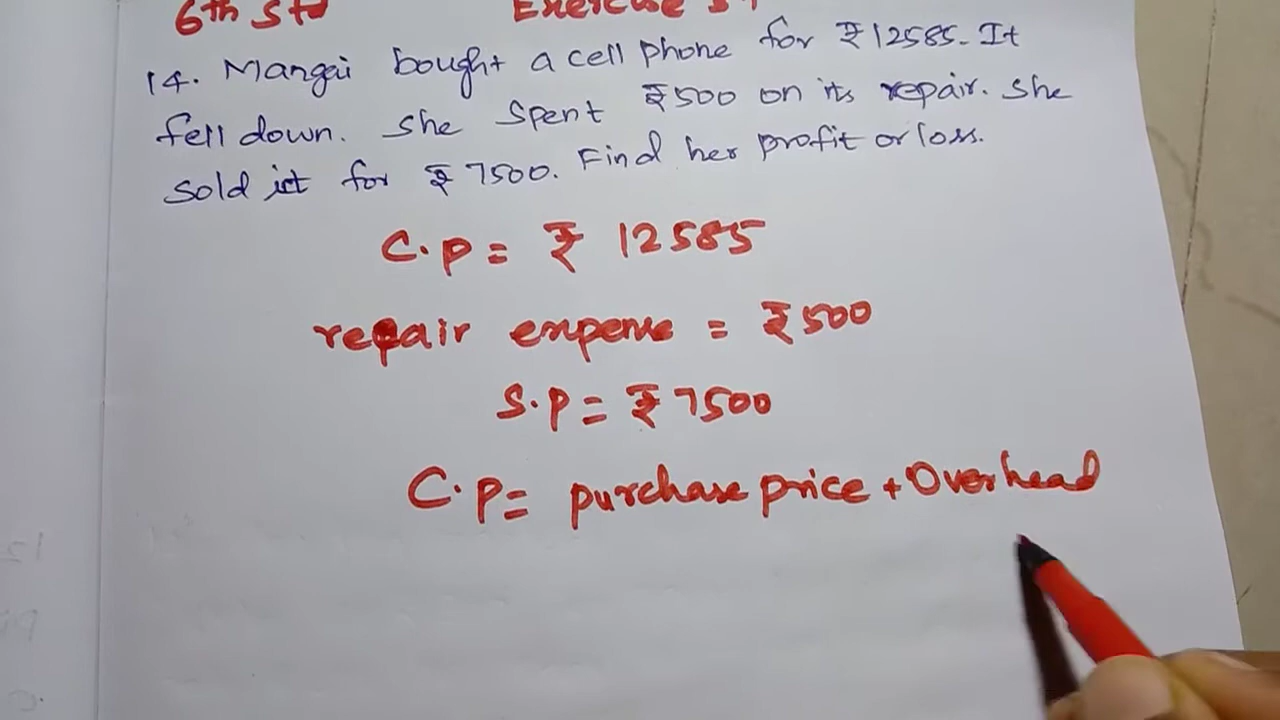 6th Std Exercise
14. Mangai bought a cell phone for ₹12585. It
fell down. She spent ₹500 on its repair. She
sold it for ₹7500. Find her profit or loss.
C.P = ₹ 12585
repair expense = ₹500
S.P = ₹7500
C.P = purchase price + Overhead